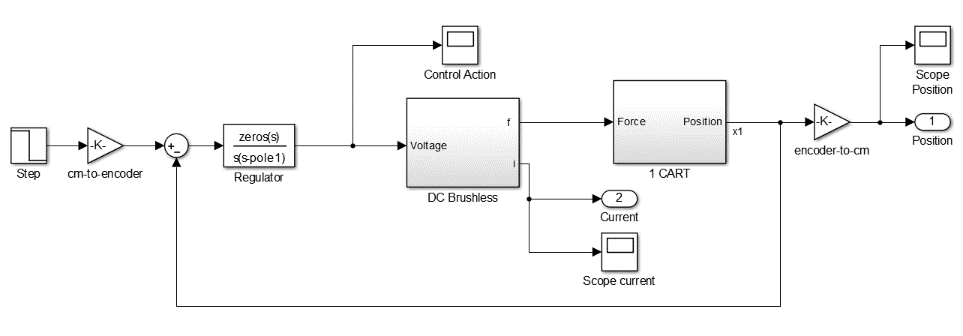 Step
-K-
cm-to-encoder
+
−
zeros(s)
s(s-pole1)
Regulator
Control Action
Voltage
f
i
DC Brushless
Force
Position
1 CART
x1
2
Current
Scope current
-K-
encoder-to-cm
Scope
Position
1
Position